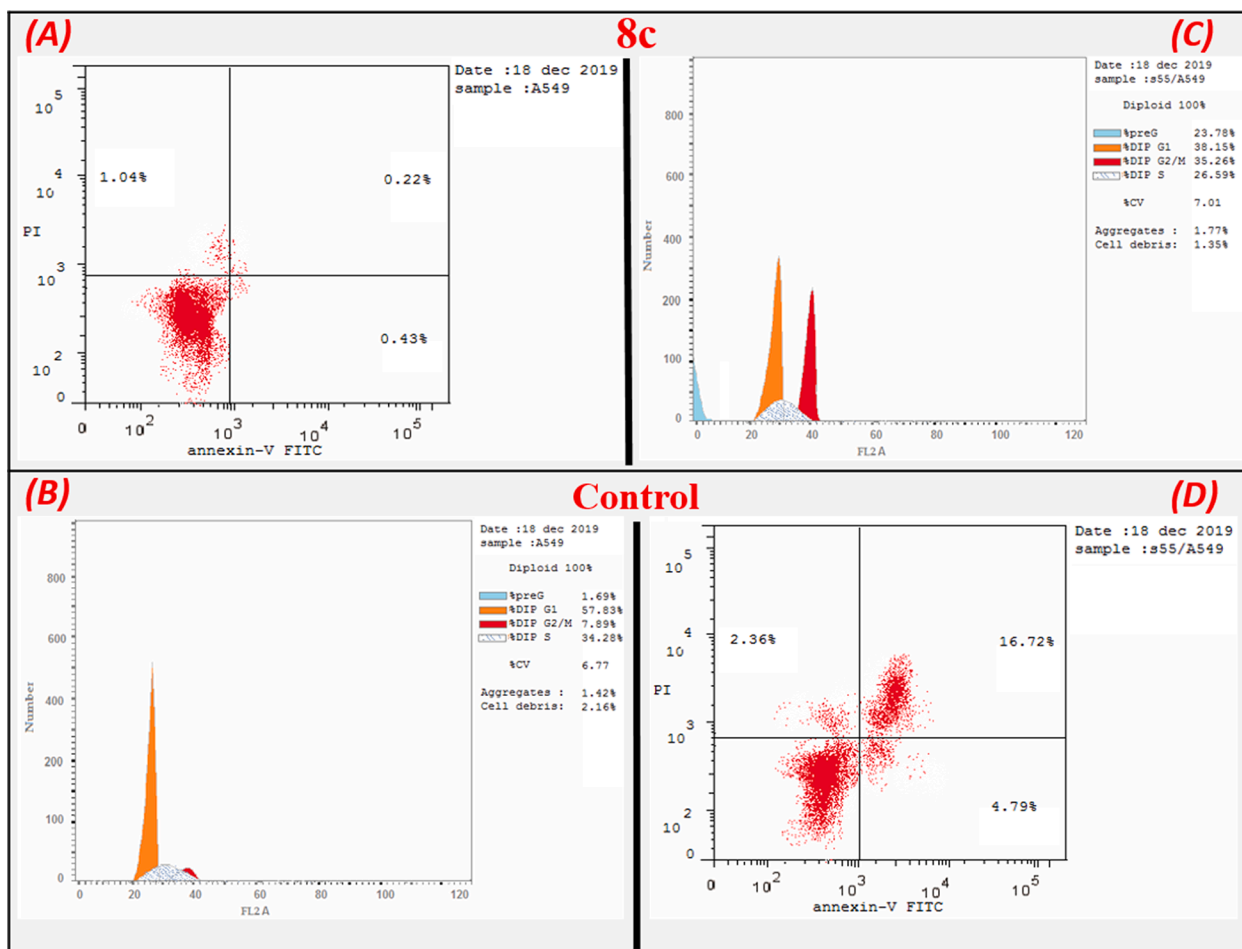 (A)
8c
(C)
Date :18 dec 2019
sample :A549
10^5
10^4
10^3
10^2
0
PI
1.04%
0.22%
0.43%
0 10^2 10^3 10^4 10^5
annexin-V FITC
Date :18 dec 2019
sample :s55/A549
Diploid 100%
%preG 23.78%
%DIP G1 38.15%
%DIP G2/M 35.26%
%DIP S 26.59%
%CV 7.01
Aggregates : 1.77%
Cell debris: 1.35%
800
600
400
200
100
0
Number
0 20 40 60 80 100 120
FL2A
(B)
Control
(D)
Date :18 dec 2019
sample :A549
Diploid 100%
%preG 1.69%
%DIP G1 57.83%
%DIP G2/M 7.89%
%DIP S 34.28%
%CV 6.77
Aggregates : 1.42%
Cell debris: 2.16%
800
600
400
200
100
0
Number
0 20 40 60 80 100 120
FL2A
Date :18 dec 2019
sample :s55/A549
10^5
10^4
10^3
10^3
10^2
0
PI
2.36%
16.72%
4.79%
0 10^2 10^3 10^4 10^5
annexin-V FITC